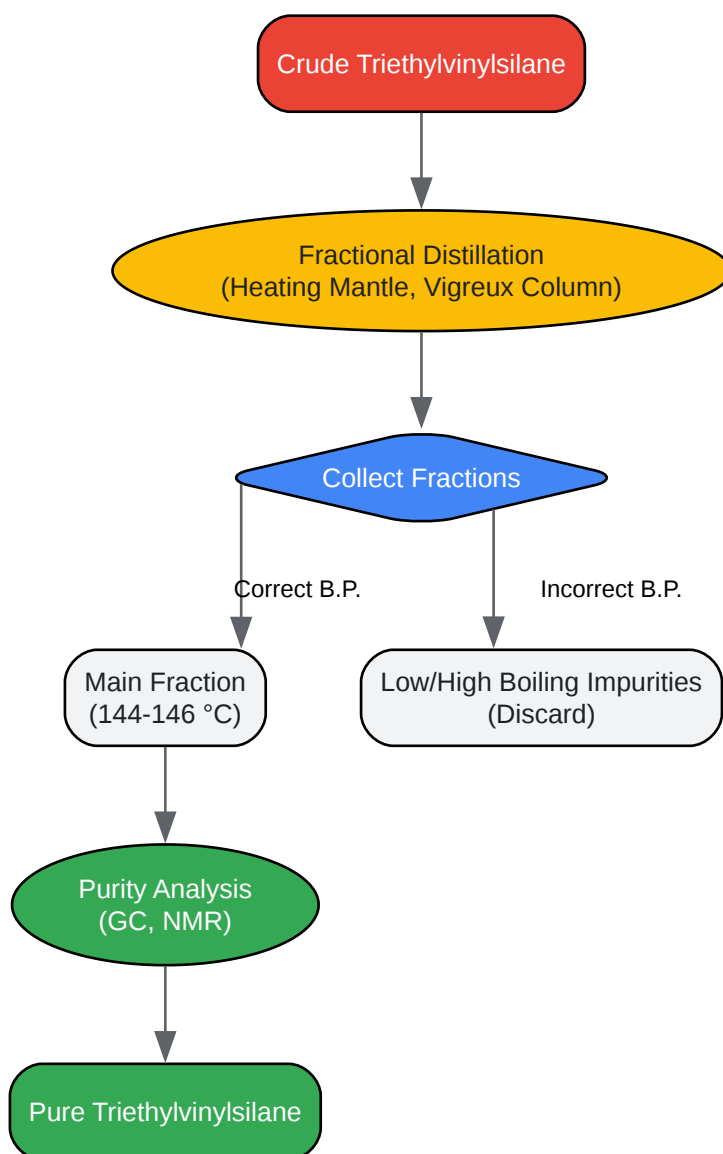 Crude Triethylvinylsilane
Fractional Distillation
(Heating Mantle, Vigreux Column)
Collect Fractions
Correct B.P.
Incorrect B.P.
Main Fraction
(144-146 °C)
Low/High Boiling Impurities
(Discard)
Purity Analysis
(GC, NMR)
Pure Triethylvinylsilane